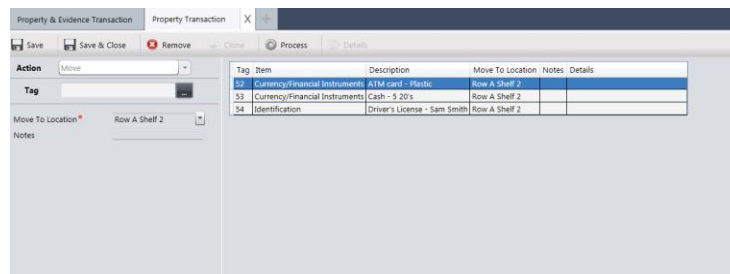 Property & Evidence Transaction Property Transaction X
Save Save & Close Remove Clone Process Details
Action Move
Tag ...
Move To Location * Row A Shelf 2
Notes
Tag Item Description Move To Location Notes Details
52 Currency/Financial Instruments ATM card - Plastic Row A Shelf 2
53 Currency/Financial Instruments Cash - 5 20's Row A Shelf 2
54 Identification Driver's License - Sam Smith Row A Shelf 2